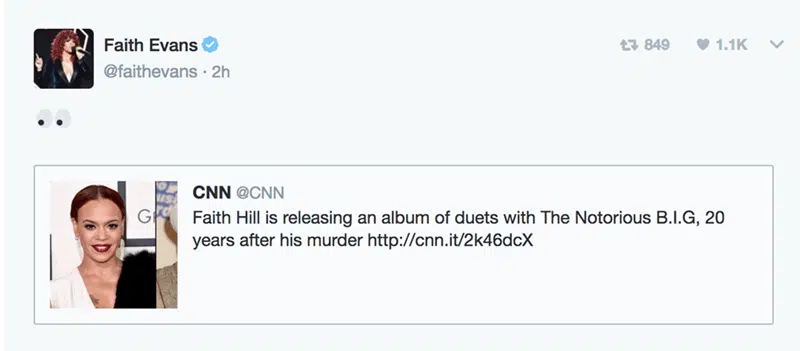 Faith Evans
849 1.1K
@faithevans · 2h
CNN @CNN
Faith Hill is releasing an album of duets with The Notorious B.I.G, 20
years after his murder http://cnn.it/2k46dcX